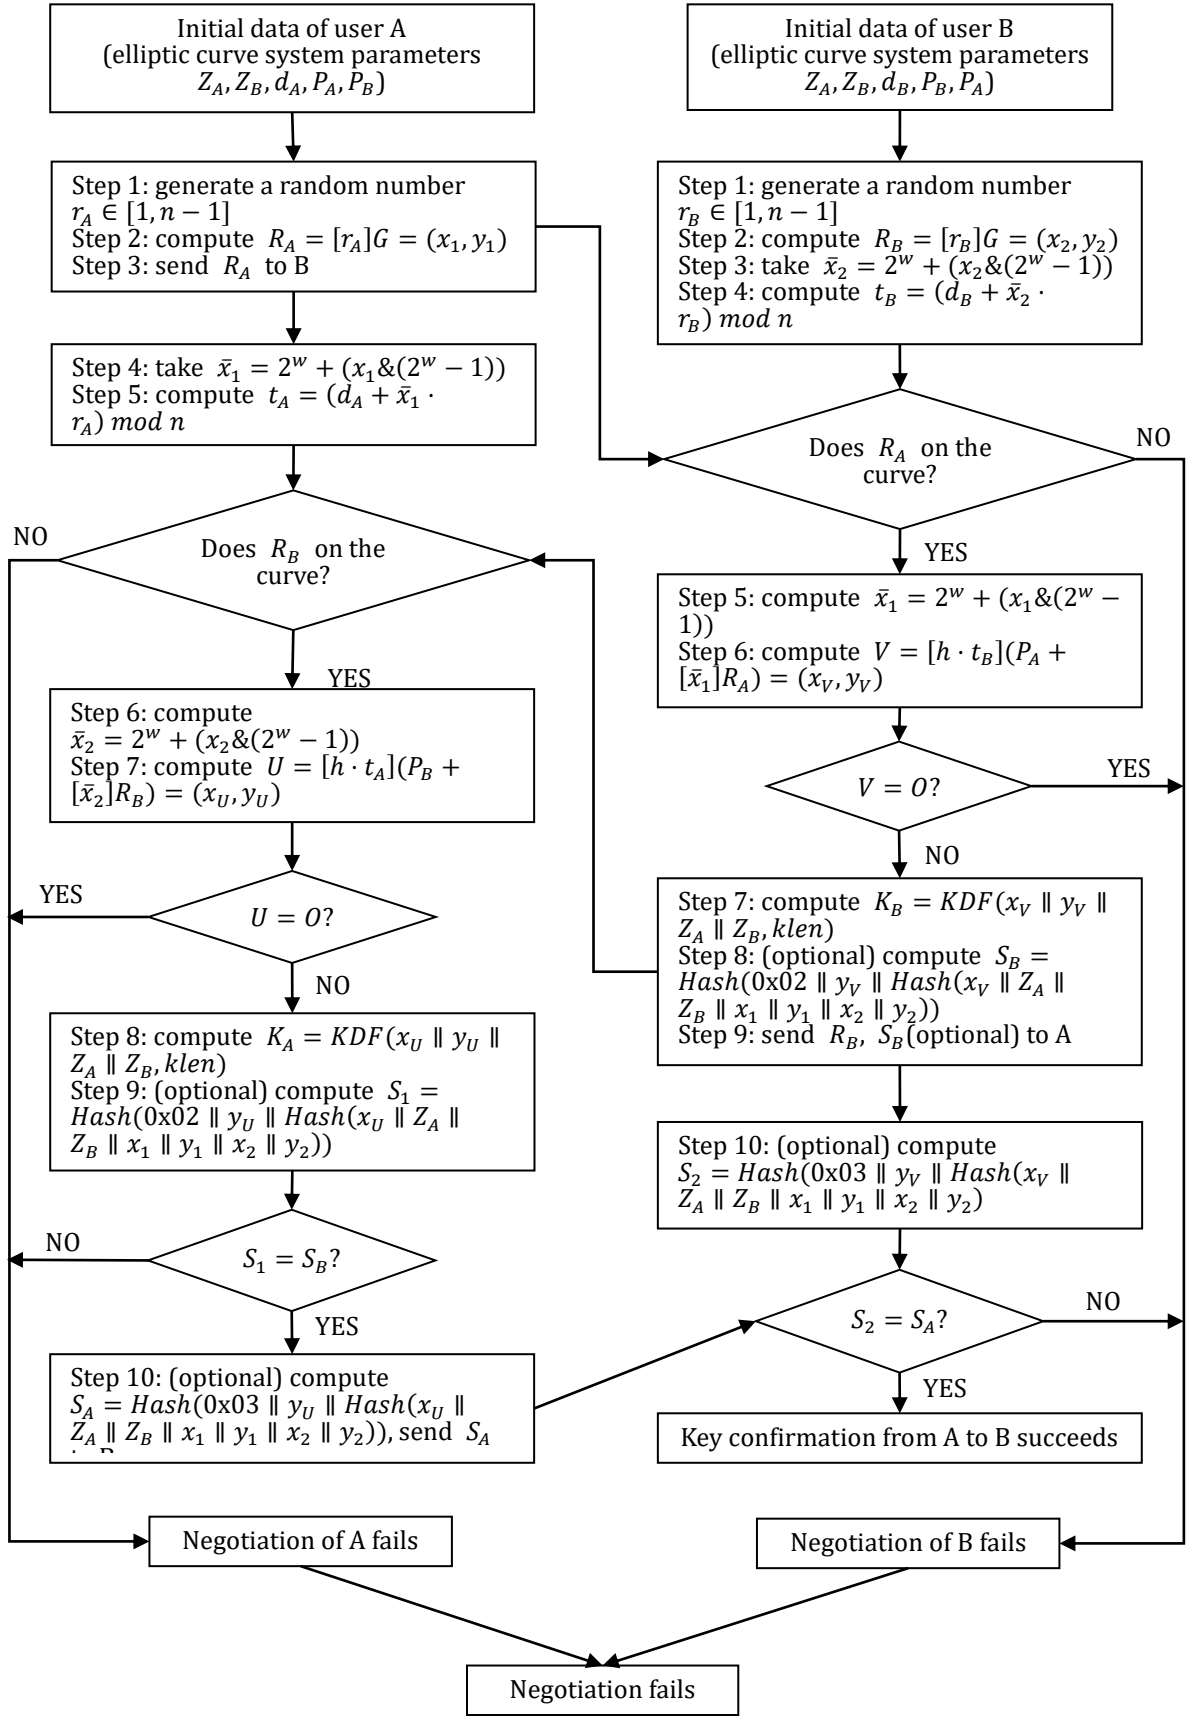 Initial data of user A
(elliptic curve system parameters
Z_A, Z_B, d_A, P_A, P_B)
Step 1: generate a random number
r_A ∈ [1, n − 1]
Step 2: compute R_A = [r_A]G = (x_1, y_1)
Step 3: send R_A to B
Step 4: take x̄_1 = 2^w + (x_1&(2^w − 1))
Step 5: compute t_A = (d_A + x̄_1 ·
r_A) mod n
Does R_B on the
curve?
NO
YES
Step 6: compute
x̄_2 = 2^w + (x_2&(2^w − 1))
Step 7: compute U = [h · t_A](P_B +
[x̄_2]R_B) = (x_U, y_U)
U = O?
YES
NO
Step 8: compute K_A = KDF(x_U ∥ y_U ∥
Z_A ∥ Z_B, klen)
Step 9: (optional) compute S_1 =
Hash(0x02 ∥ y_U ∥ Hash(x_U ∥ Z_A ∥
Z_B ∥ x_1 ∥ y_1 ∥ x_2 ∥ y_2))
S_1 = S_B?
NO
YES
Step 10: (optional) compute
S_A = Hash(0x03 ∥ y_U ∥ Hash(x_U ∥
Z_A ∥ Z_B ∥ x_1 ∥ y_1 ∥ x_2 ∥ y_2)), send S_A
Negotiation of A fails
Initial data of user B
(elliptic curve system parameters
Z_A, Z_B, d_B, P_B, P_A)
Step 1: generate a random number
r_B ∈ [1, n − 1]
Step 2: compute R_B = [r_B]G = (x_2, y_2)
Step 3: take x̄_2 = 2^w + (x_2&(2^w − 1))
Step 4: compute t_B = (d_B + x̄_2 ·
r_B) mod n
Does R_A on the
curve?
NO
YES
Step 5: compute x̄_1 = 2^w + (x_1&(2^w −
1))
Step 6: compute V = [h · t_B](P_A +
[x̄_1]R_A) = (x_V, y_V)
V = O?
YES
NO
Step 7: compute K_B = KDF(x_V ∥ y_V ∥
Z_A ∥ Z_B, klen)
Step 8: (optional) compute S_B =
Hash(0x02 ∥ y_V ∥ Hash(x_V ∥ Z_A ∥
Z_B ∥ x_1 ∥ y_1 ∥ x_2 ∥ y_2))
Step 9: send R_B, S_B(optional) to A
Step 10: (optional) compute
S_2 = Hash(0x03 ∥ y_V ∥ Hash(x_V ∥
Z_A ∥ Z_B ∥ x_1 ∥ y_1 ∥ x_2 ∥ y_2)
S_2 = S_A?
NO
YES
Key confirmation from A to B succeeds
Negotiation of B fails
Negotiation fails